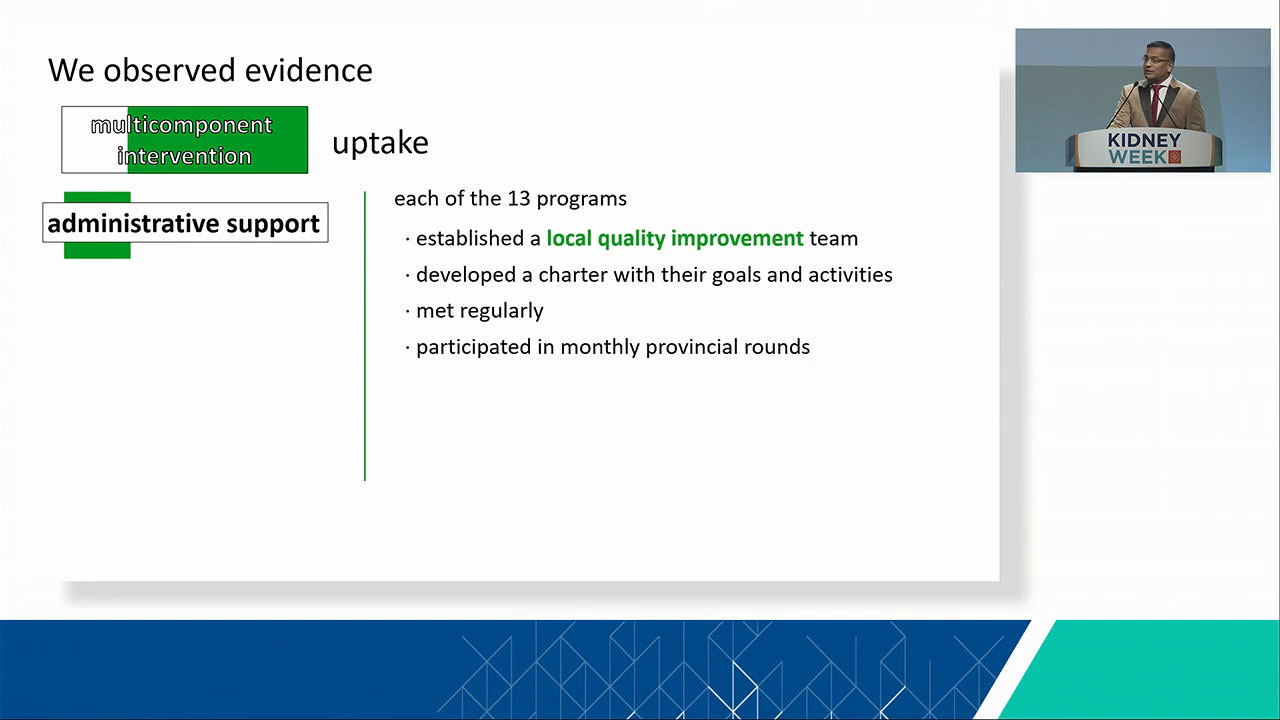 We observed evidence
multicomponent
intervention
uptake
administrative support
each of the 13 programs
· established a local quality improvement team
· developed a charter with their goals and activities
· met regularly
· participated in monthly provincial rounds
KIDNEY
WEEK